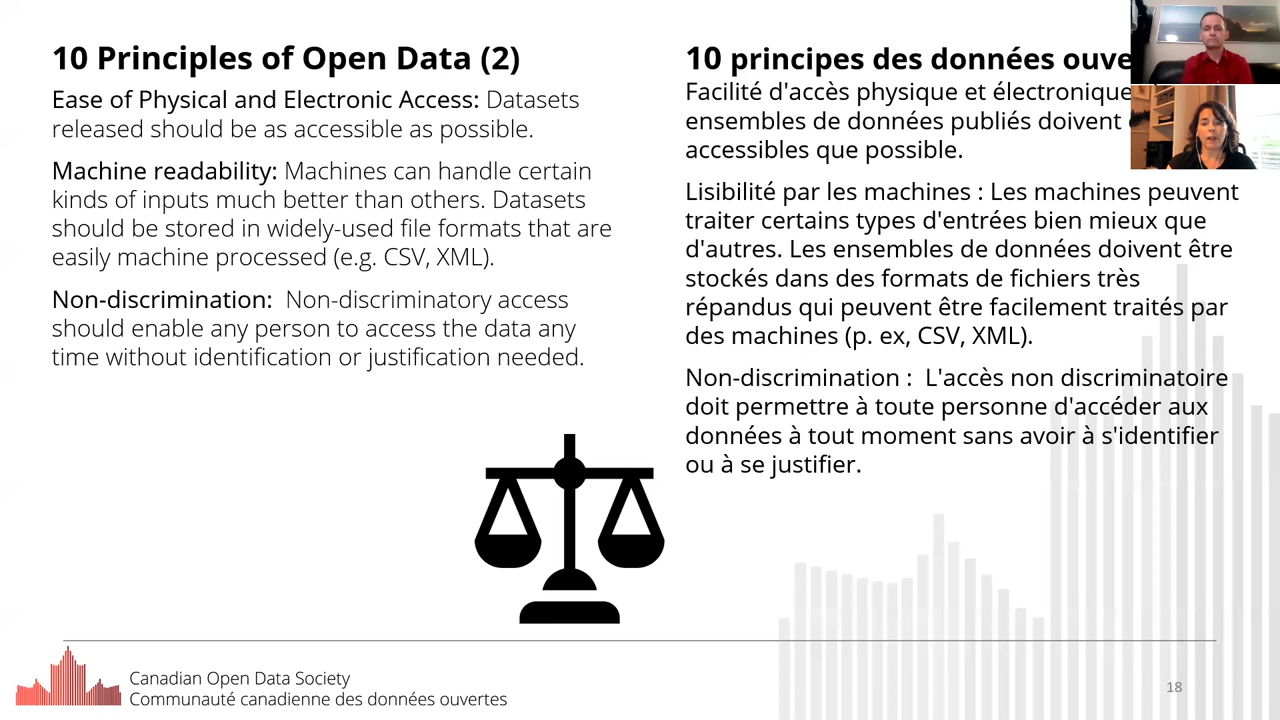 10 Principles of Open Data (2)
Ease of Physical and Electronic Access: Datasets
released should be as accessible as possible.
Machine readability: Machines can handle certain
kinds of inputs much better than others. Datasets
should be stored in widely-used file formats that are
easily machine processed (e.g. CSV, XML).
Non-discrimination: Non-discriminatory access
should enable any person to access the data any
time without identification or justification needed.
10 principes des données
Facilité d'accès physique et électronique
ensembles de données publiés doivent
accessibles que possible.
Lisibilité par les machines : Les machines peuvent
traiter certains types d'entrées bien mieux que
d'autres. Les ensembles de données doivent être
stockés dans des formats de fichiers très
répandus qui peuvent être facilement traités par
des machines (p. ex, CSV, XML).
Non-discrimination : L'accès non discriminatoire
doit permettre à toute personne d'accéder aux
données à tout moment sans avoir à s'identifier
ou à se justifier.
Canadian Open Data Society
Communauté canadienne des données ouvertes
18